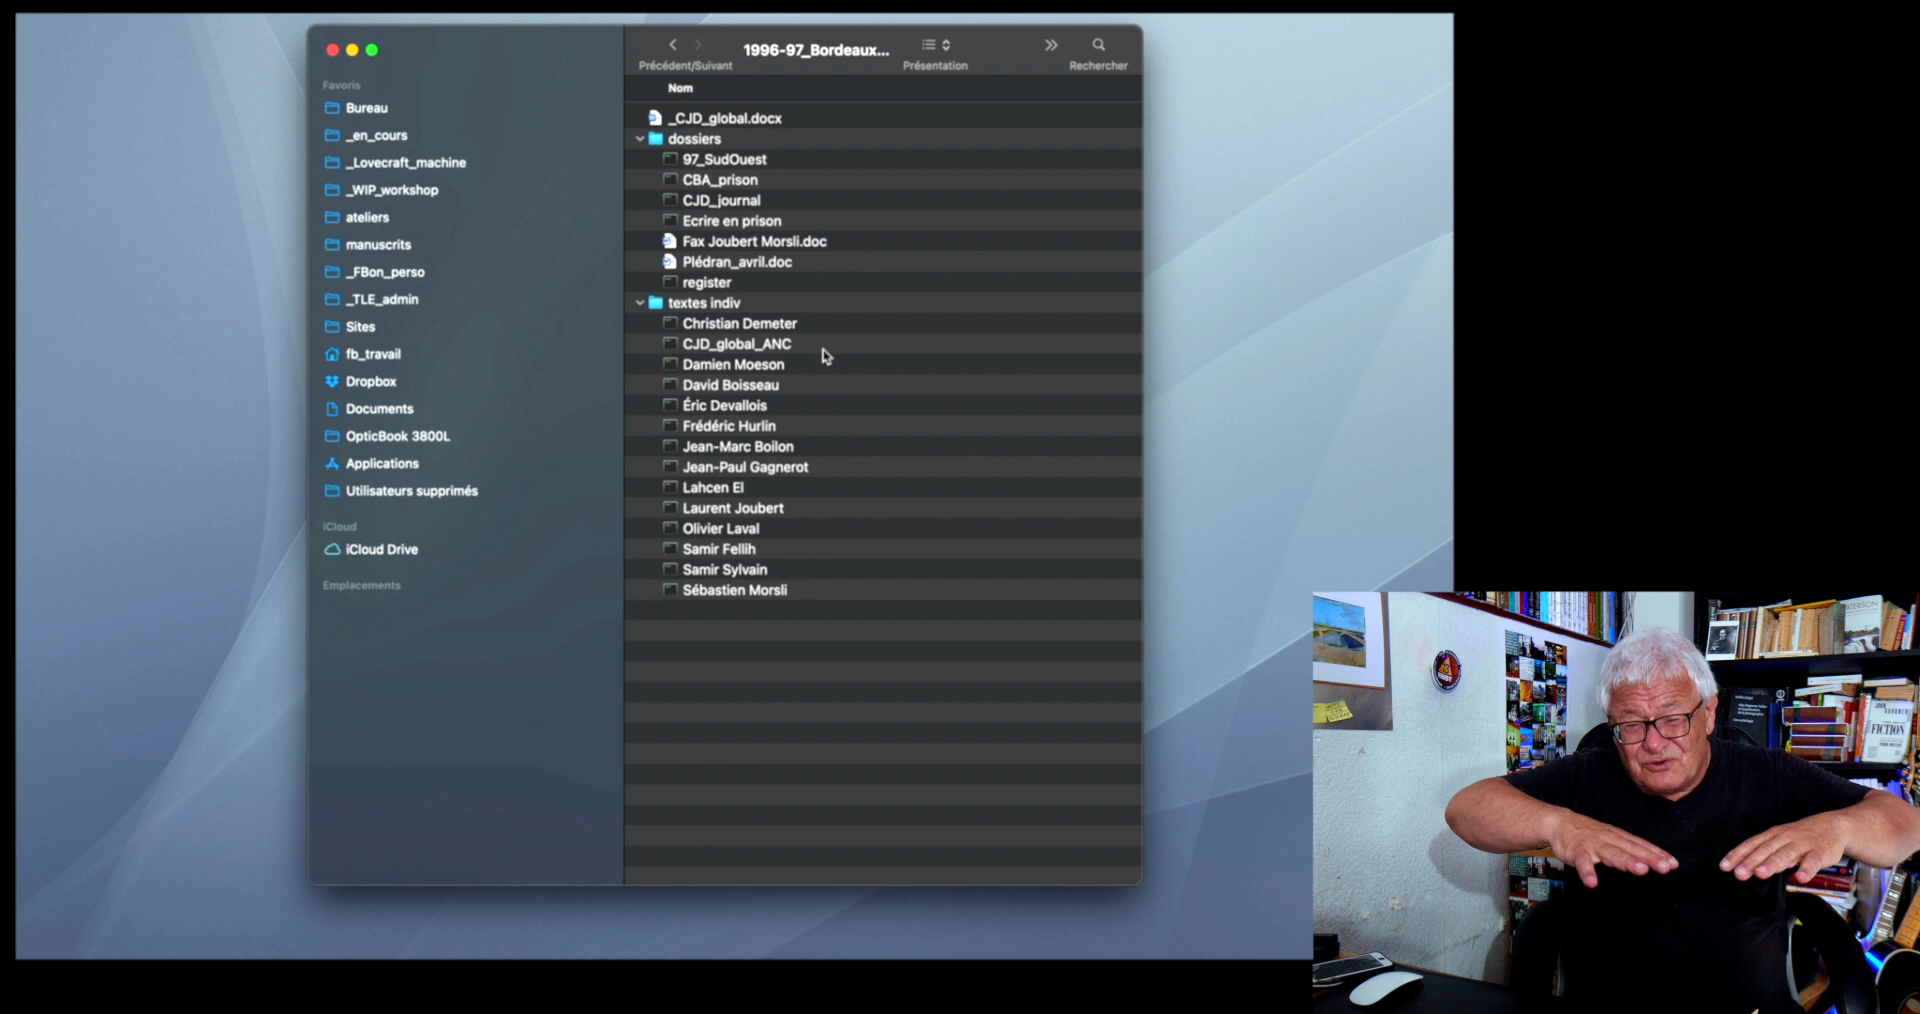 Favoris
Bureau
_en_cours
_Lovecraft_machine
_WIP_workshop
ateliers
manuscrits
_FBon_perso
_TLE_admin
Sites
fb_travail
Dropbox
Documents
OpticBook 3800L
Applications
Utilisateurs supprimés
iCloud
iCloud Drive
Emplacements
1996-97_Bordeaux...
Précédent/Suivant
Présentation
Rechercher
Nom
_CJD_global.docx
dossiers
97_SudOuest
CBA_prison
CJD_journal
Ecrire en prison
Fax Joubert Morsli.doc
Plédran_avril.doc
register
textes indiv
Christian Demeter
CJD_global_ANC
Damien Moeson
David Boisseau
Éric Devallois
Frédéric Hurlin
Jean-Marc Boilon
Jean-Paul Gagnerot
Lahcen El
Laurent Joubert
Olivier Laval
Samir Fellih
Samir Sylvain
Sébastien Morsli
FICTION